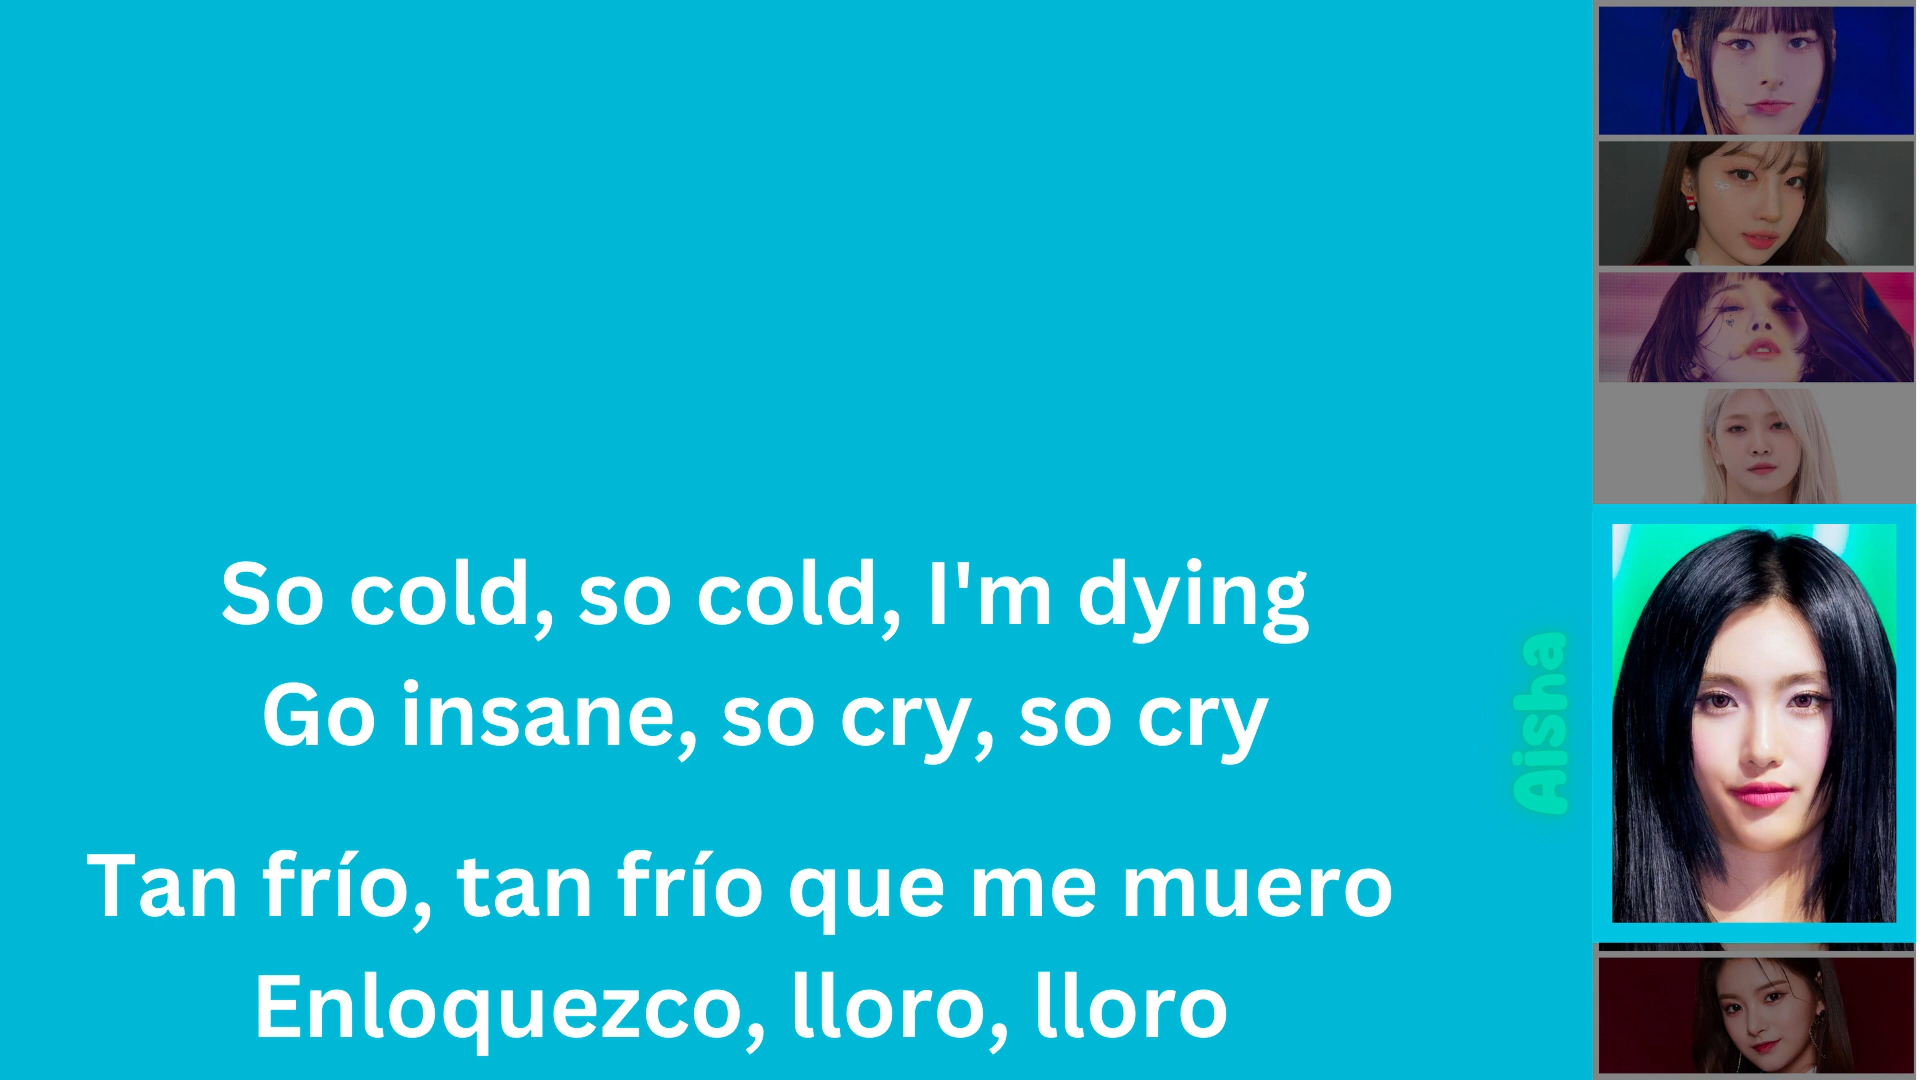 So cold, so cold, I'm dying
Go insane, so cry, so cry
Tan frío, tan frío que me muero
Enloquezco, lloro, lloro
Aisha